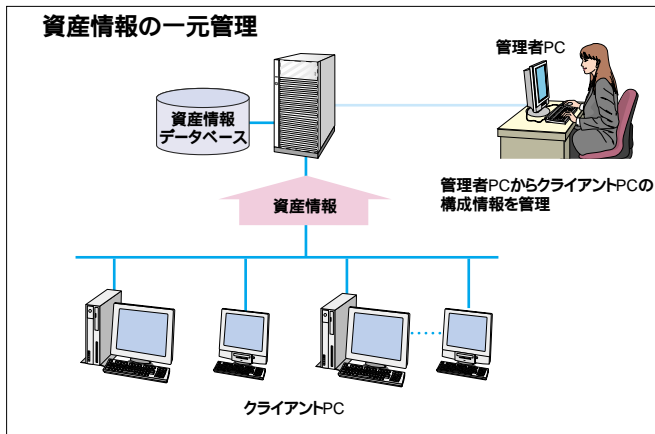 資産情報の一元管理
管理者PC
資産情報
データベース
管理者PCからクライアントPCの
構成情報を管理
資産情報
クライアントPC